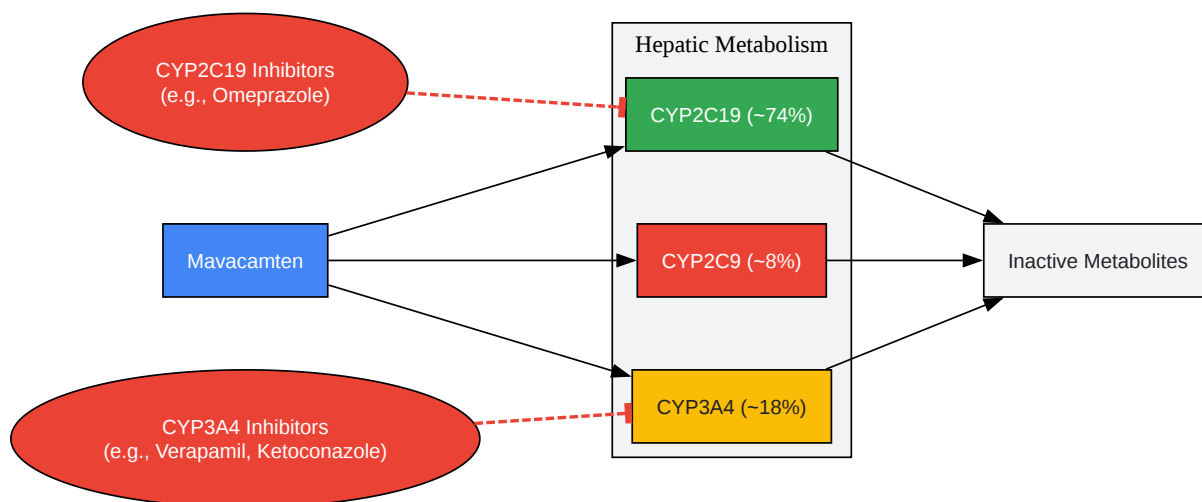 Hepatic Metabolism
CYP2C19 Inhibitors
(e.g., Omeprazole)
CYP2C19 (~74%)
Mavacamten
CYP2C9 (~8%)
Inactive Metabolites
CYP3A4 (~18%)
CYP3A4 Inhibitors
(e.g., Verapamil, Ketoconazole)